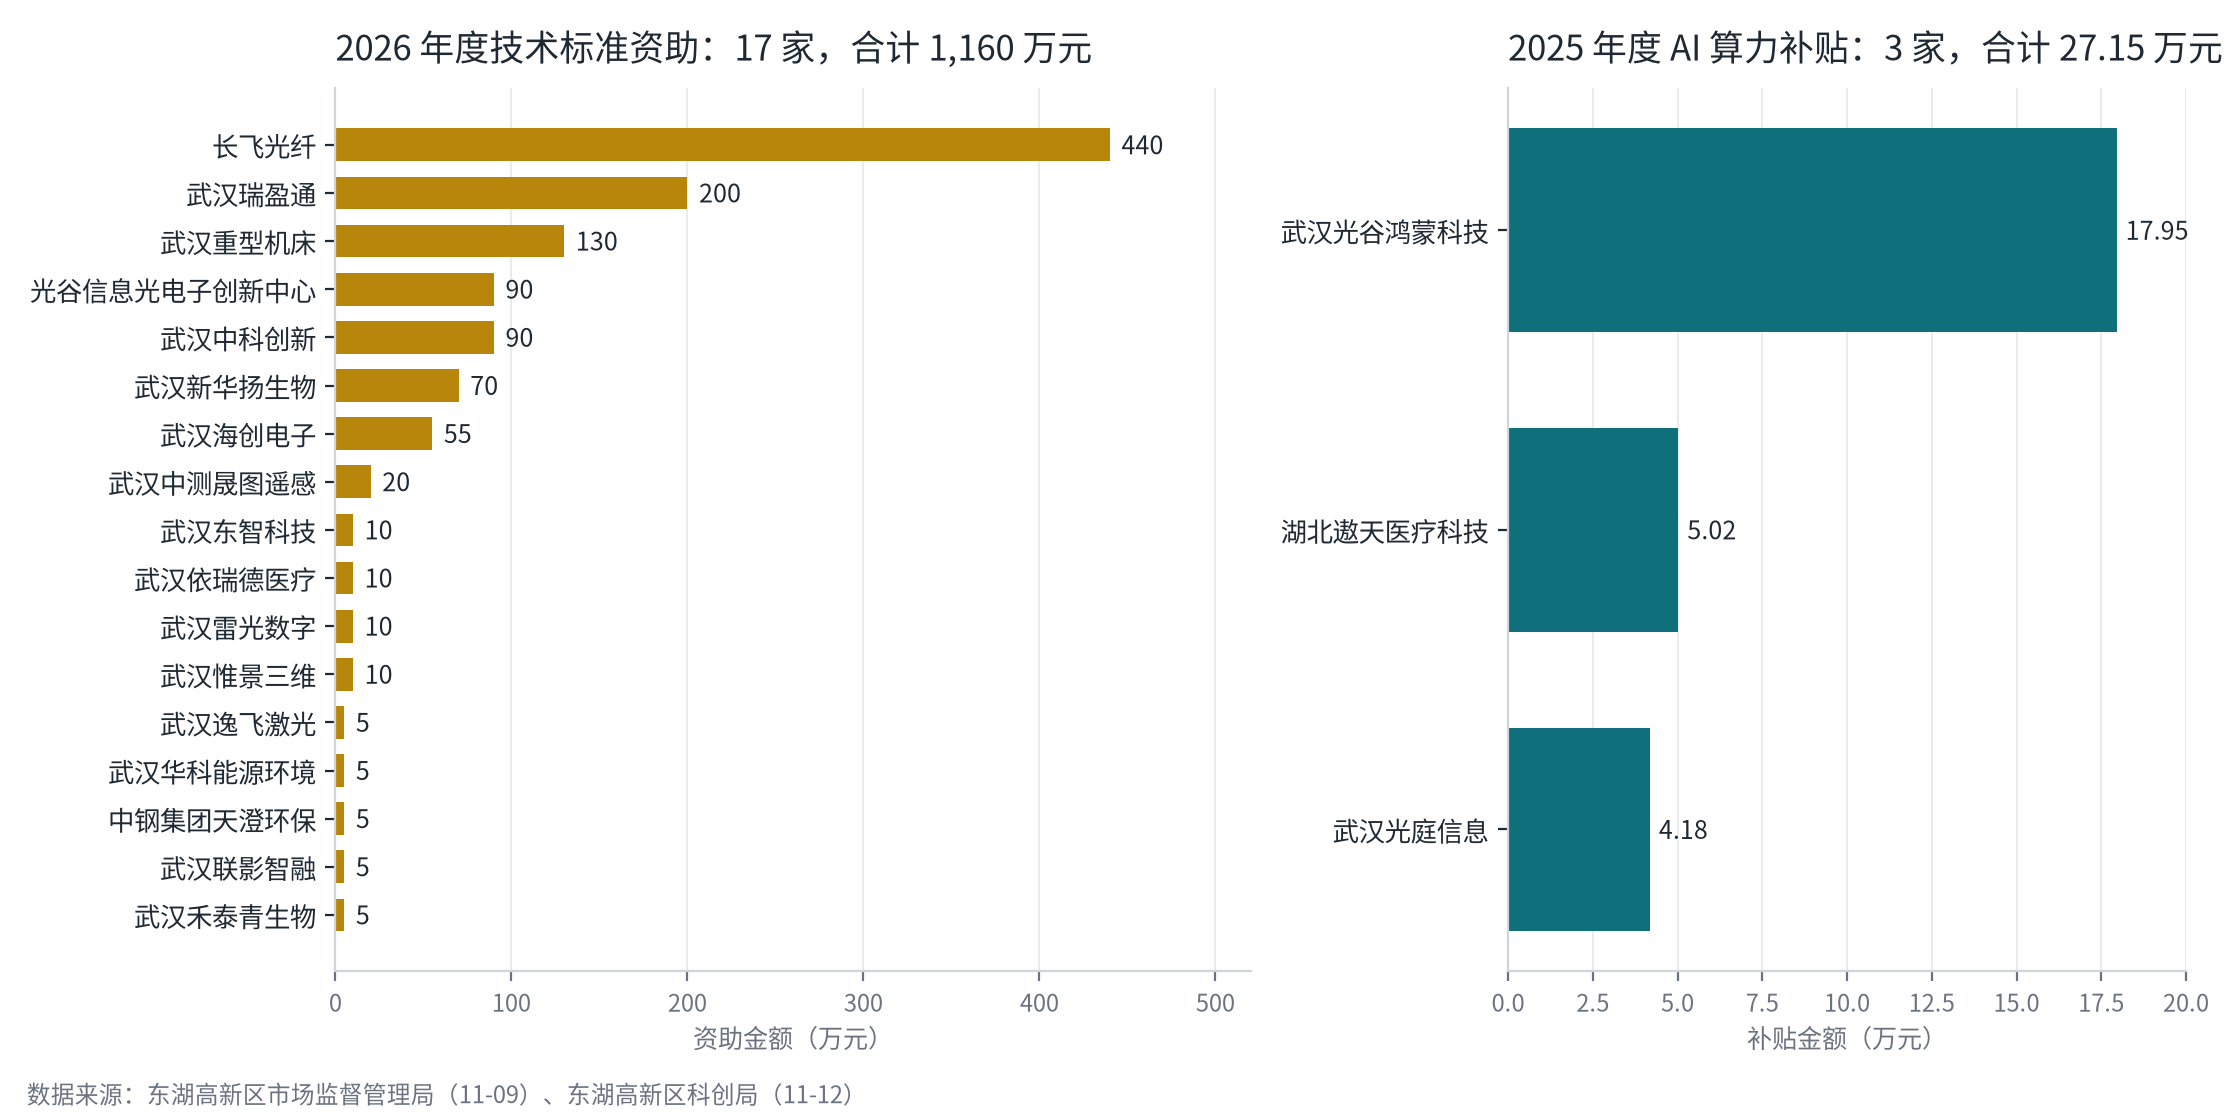 2026 年度技术标准资助：17 家，合计 1,160 万元
长飞光纤 440
武汉瑞盈通 200
武汉重型机床 130
光谷信息光电子创新中心 90
武汉中科创新 90
武汉新华扬生物 70
武汉海创电子 55
武汉中测晟图遥感 20
武汉东智科技 10
武汉依瑞德医疗 10
武汉雷光数字 10
武汉惟景三维 10
武汉逸飞激光 5
武汉华科能源环境 5
中钢集团天澄环保 5
武汉联影智融 5
武汉禾泰青生物 5
0 100 200 300 400 500
资助金额（万元）
2025 年度 AI 算力补贴：3 家，合计 27.15 万元
武汉光谷鸿蒙科技 17.95
湖北遨天医疗科技 5.02
武汉光庭信息 4.18
0.0 2.5 5.0 7.5 10.0 12.5 15.0 17.5 20.0
补贴金额（万元）
数据来源：东湖高新区市场监督管理局（11-09）、东湖高新区科创局（11-12）